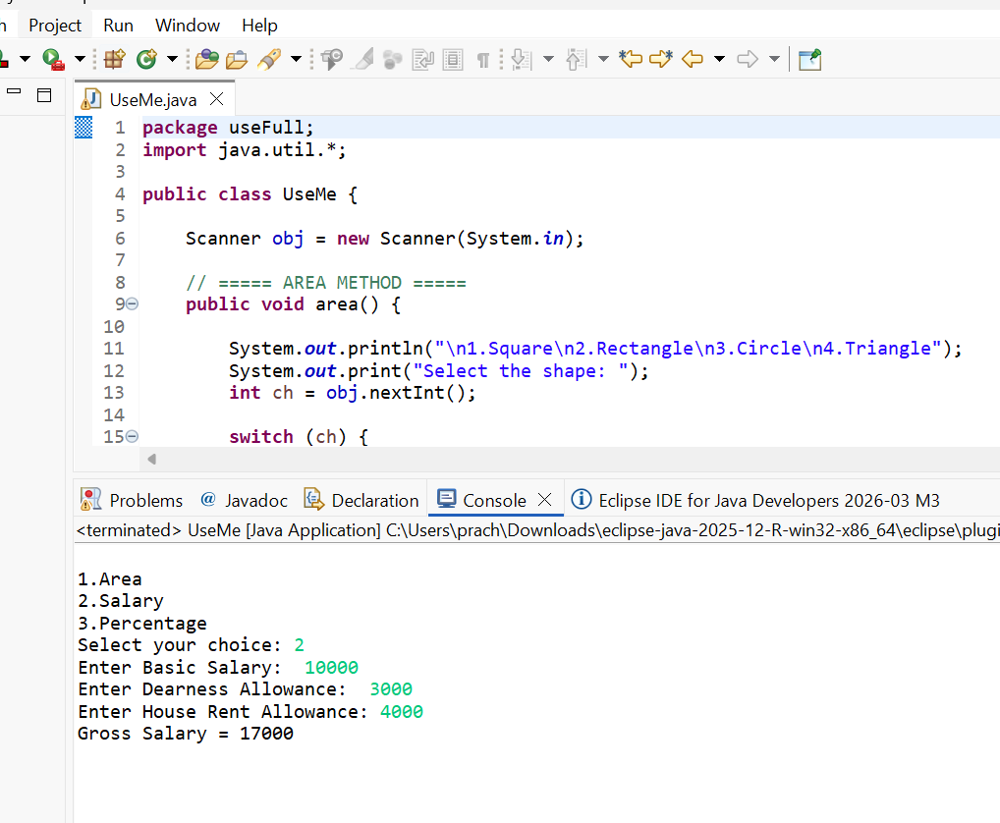 Project Run Window Help
UseMe.java
1 package useFull;
2 import java.util.*;
3
4 public class UseMe {
5
6 Scanner obj = new Scanner(System.in);
7
8 // ===== AREA METHOD =====
9 public void area() {
10
11 System.out.println("\n1.Square\n2.Rectangle\n3.Circle\n4.Triangle");
12 System.out.print("Select the shape: ");
13 int ch = obj.nextInt();
14
15 switch (ch) {
Problems @ Javadoc Declaration Console Eclipse IDE for Java Developers 2026-03 M3
<terminated> UseMe [Java Application] C:\Users\prach\Downloads\eclipse-java-2025-12-R-win32-x86_64\eclipse\plugi
1.Area
2.Salary
3.Percentage
Select your choice: 2
Enter Basic Salary:  10000
Enter Dearness Allowance:  3000
Enter House Rent Allowance: 4000
Gross Salary = 17000